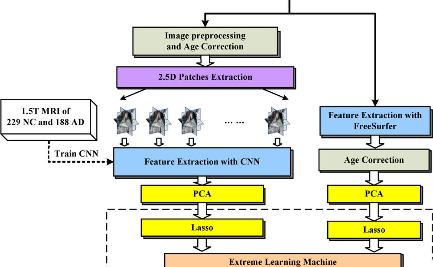 Image preprocessing
and Age Correction
2.5D Patches Extraction
1.5T MRI of
229 NC and 188 AD
... ...
Feature Extraction with
FreeSurfer
Train CNN
Feature Extraction with CNN
Age Correction
PCA
PCA
Lasso
Lasso
Extreme Learning Machine